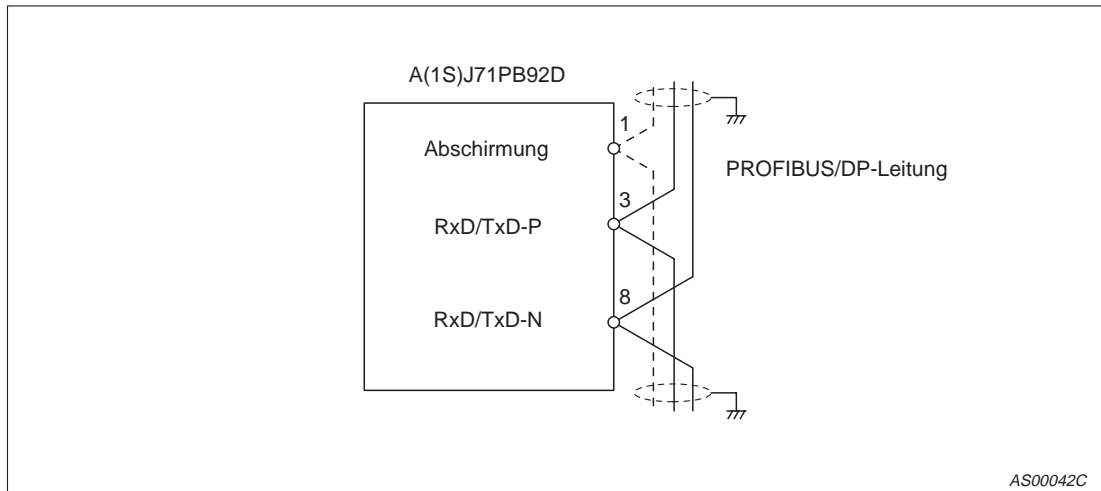 A(1S)J71PB92D
1
Abschirmung
PROFIBUS/DP-Leitung
3
RxD/TxD-P
8
RxD/TxD-N
AS00042C